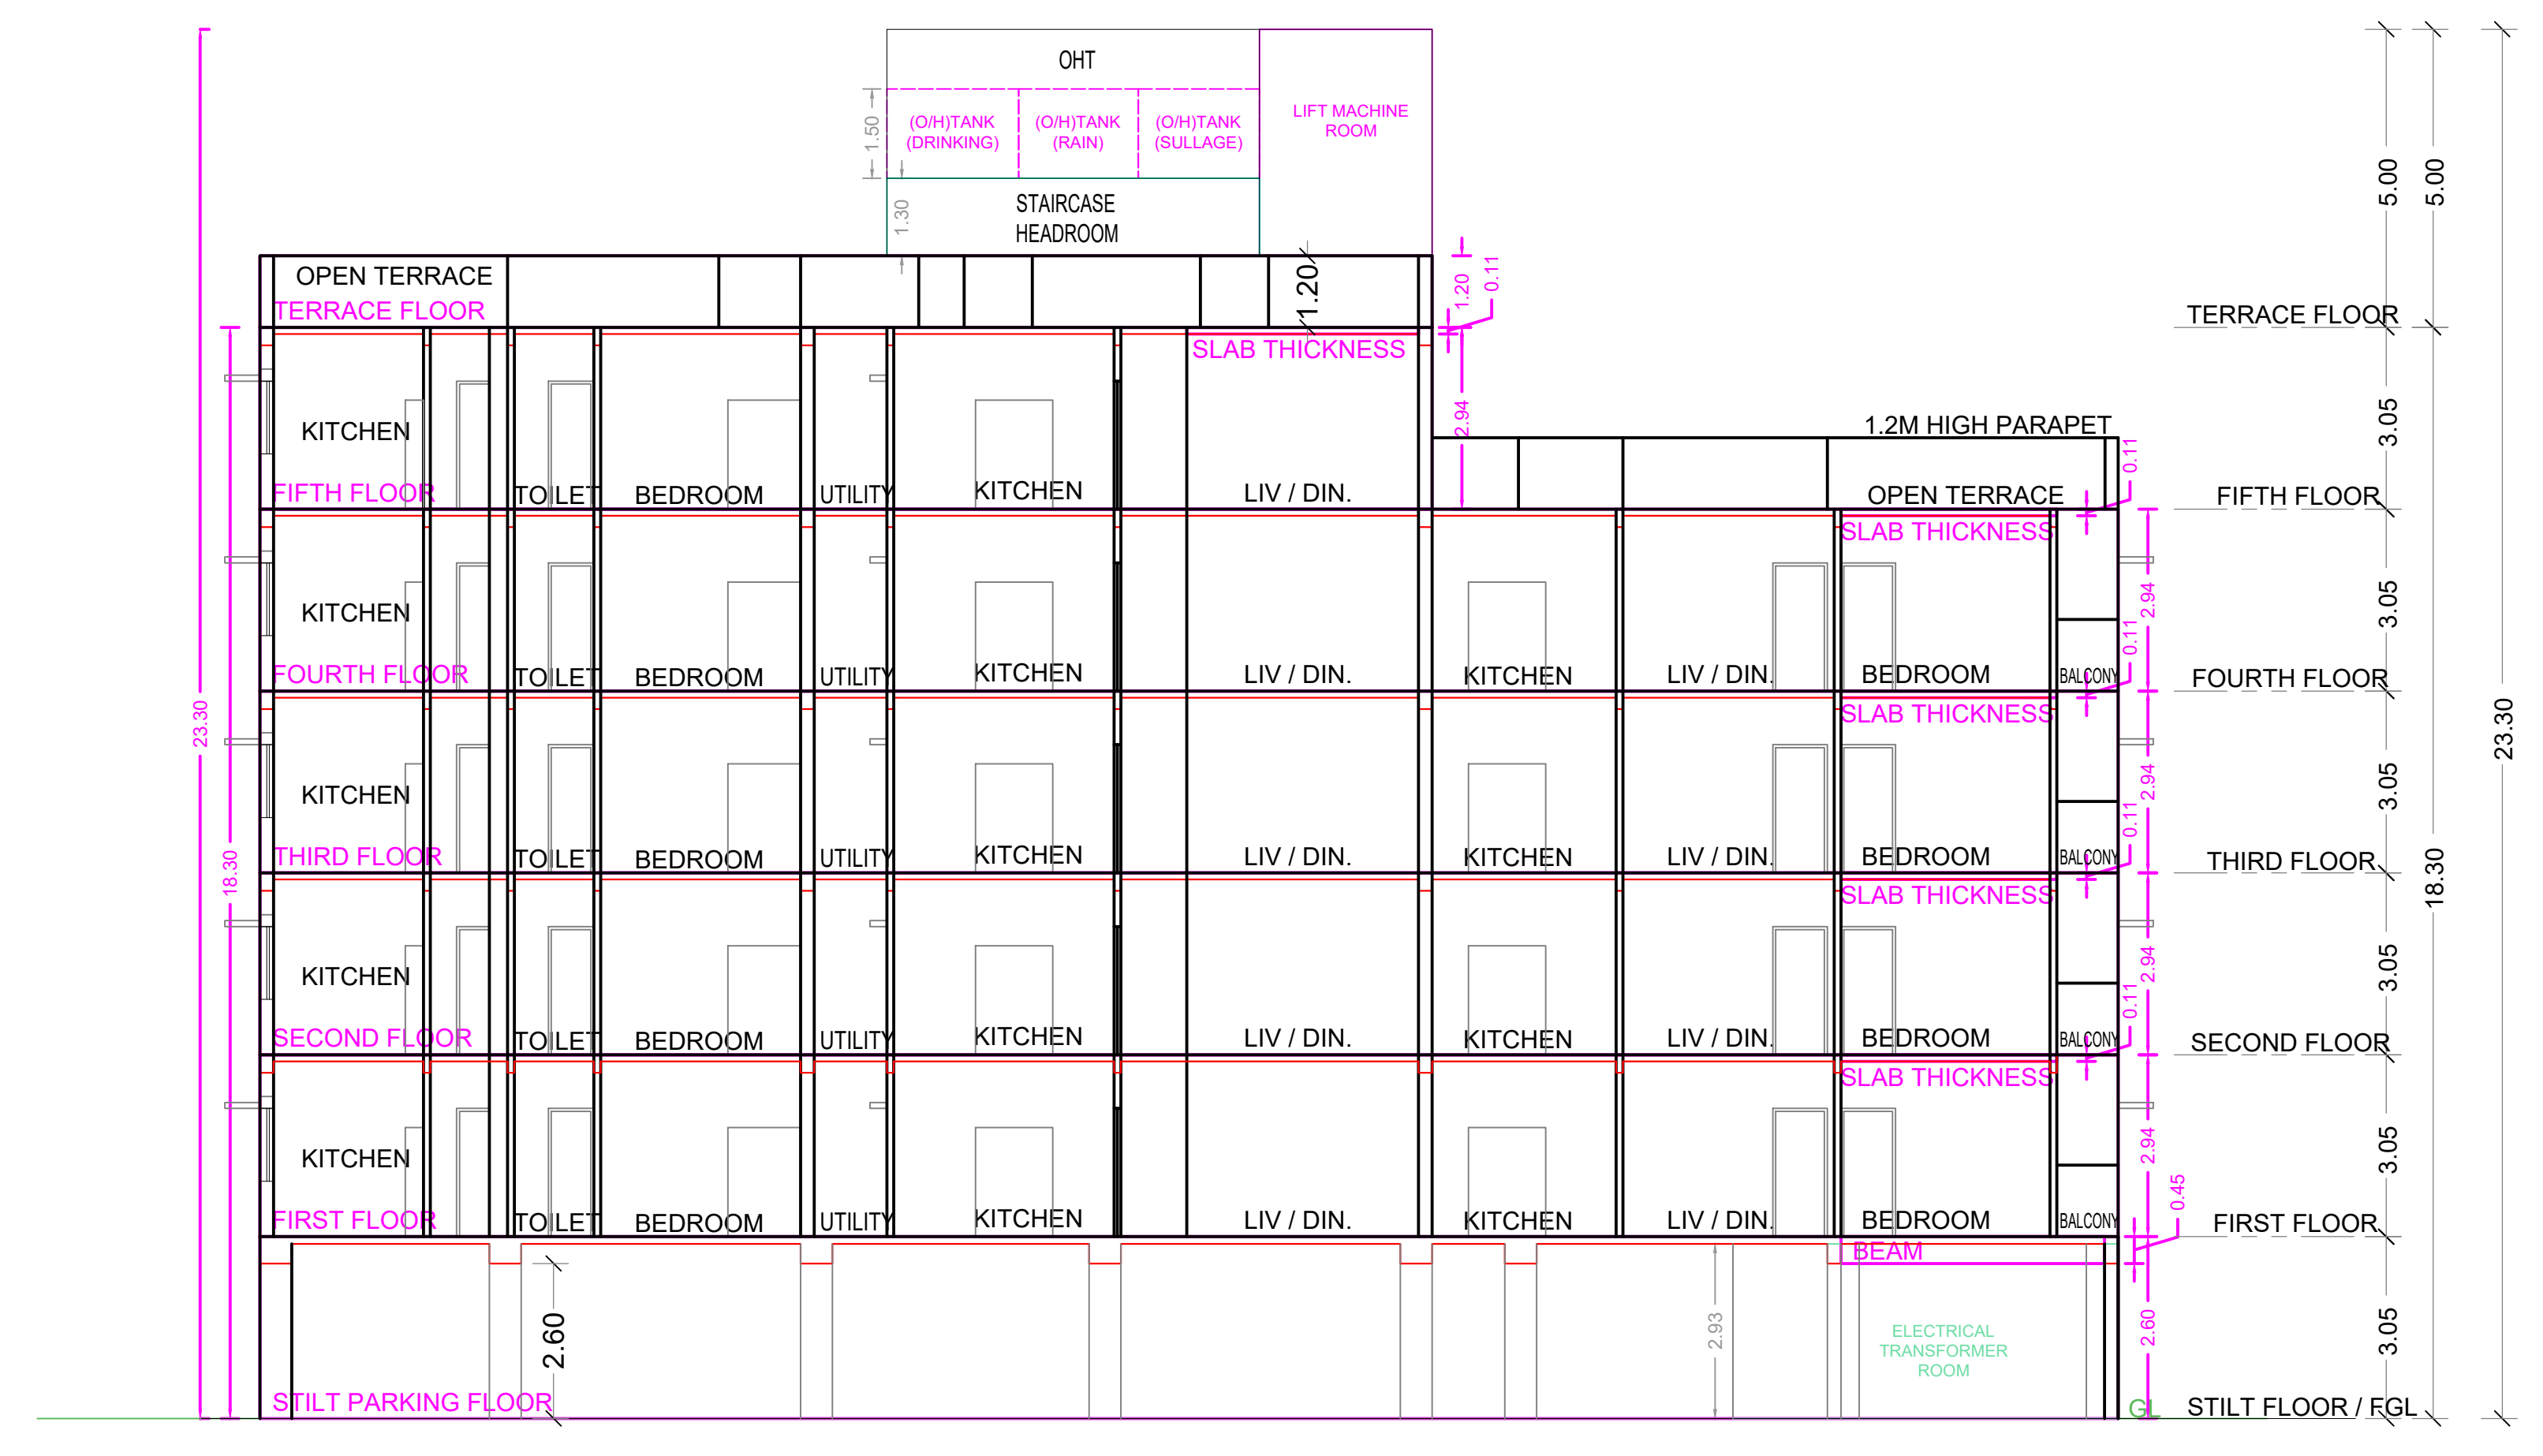 OHT
(O/H)TANK
(DRINKING)
(O/H)TANK
(RAIN)
(O/H)TANK
(SULLAGE)
LIFT MACHINE
ROOM
1.50
1.30
STAIRCASE
HEADROOM
5.00
5.00
OPEN TERRACE
TERRACE FLOOR
1.20
1.20
0.11
TERRACE FLOOR
SLAB THICKNESS
2.94
3.05
KITCHEN
1.2M HIGH PARAPET
0.11
FIFTH FLOOR
TOILET
BEDROOM
UTILITY
KITCHEN
LIV / DIN.
OPEN TERRACE
FIFTH FLOOR
SLAB THICKNESS
2.94
3.05
KITCHEN
0.11
FOURTH FLOOR
TOILET
BEDROOM
UTILITY
KITCHEN
LIV / DIN.
KITCHEN
LIV / DIN.
BEDROOM
BALCONY
FOURTH FLOOR
23.30
SLAB THICKNESS
23.30
2.94
3.05
KITCHEN
0.11
THIRD FLOOR
TOILET
BEDROOM
UTILITY
KITCHEN
LIV / DIN.
KITCHEN
LIV / DIN.
BEDROOM
BALCONY
THIRD FLOOR
18.30
18.30
SLAB THICKNESS
2.94
3.05
KITCHEN
0.11
SECOND FLOOR
TOILET
BEDROOM
UTILITY
KITCHEN
LIV / DIN.
KITCHEN
LIV / DIN.
BEDROOM
BALCONY
SECOND FLOOR
SLAB THICKNESS
2.94
3.05
KITCHEN
0.45
FIRST FLOOR
TOILET
BEDROOM
UTILITY
KITCHEN
LIV / DIN.
KITCHEN
LIV / DIN.
BEDROOM
BALCONY
FIRST FLOOR
BEAM
2.60
2.93
ELECTRICAL
TRANSFORMER
ROOM
2.60
3.05
STILT PARKING FLOOR
GL
STILT FLOOR / FGL